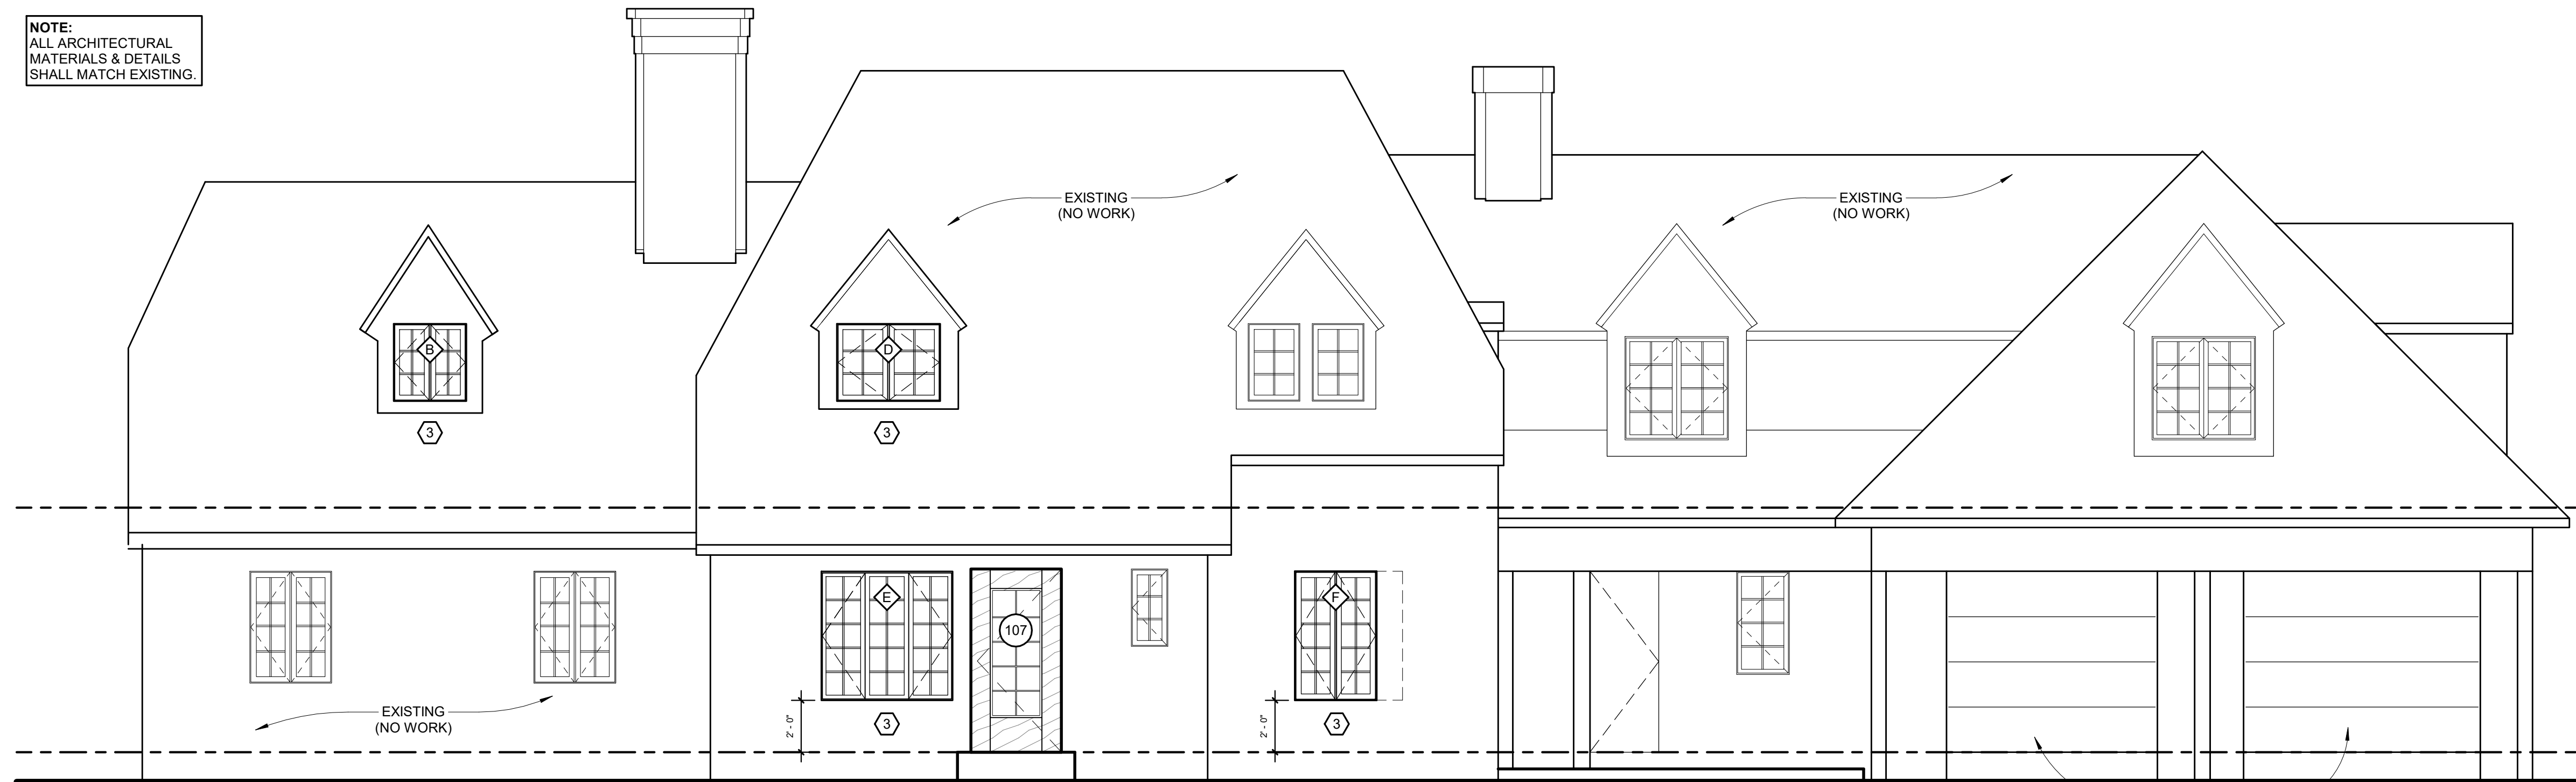 NOTE:
ALL ARCHITECTURAL
MATERIALS & DETAILS
SHALL MATCH EXISTING.
EXISTING
(NO WORK)
EXISTING
(NO WORK)
B
D
3
3
E
107
F
EXISTING
(NO WORK)
2' - 0"
3
2' - 0"
3